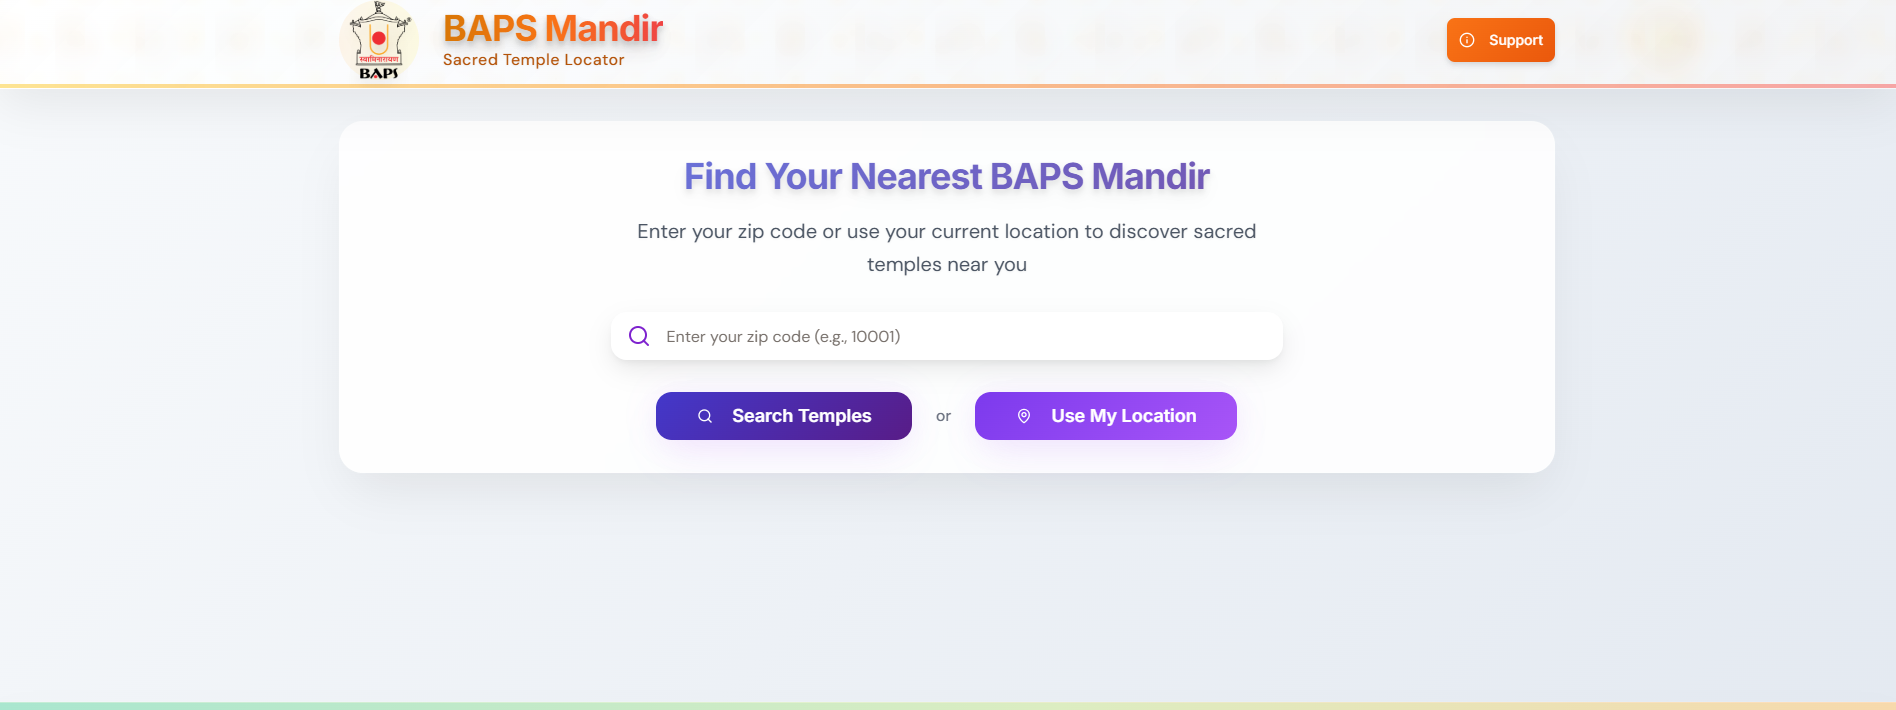 स्वामिनारायण
BAPS
BAPS Mandir
Sacred Temple Locator
Support
Find Your Nearest BAPS Mandir
Enter your zip code or use your current location to discover sacred
temples near you
Enter your zip code (e.g., 10001)
Search Temples
or
Use My Location